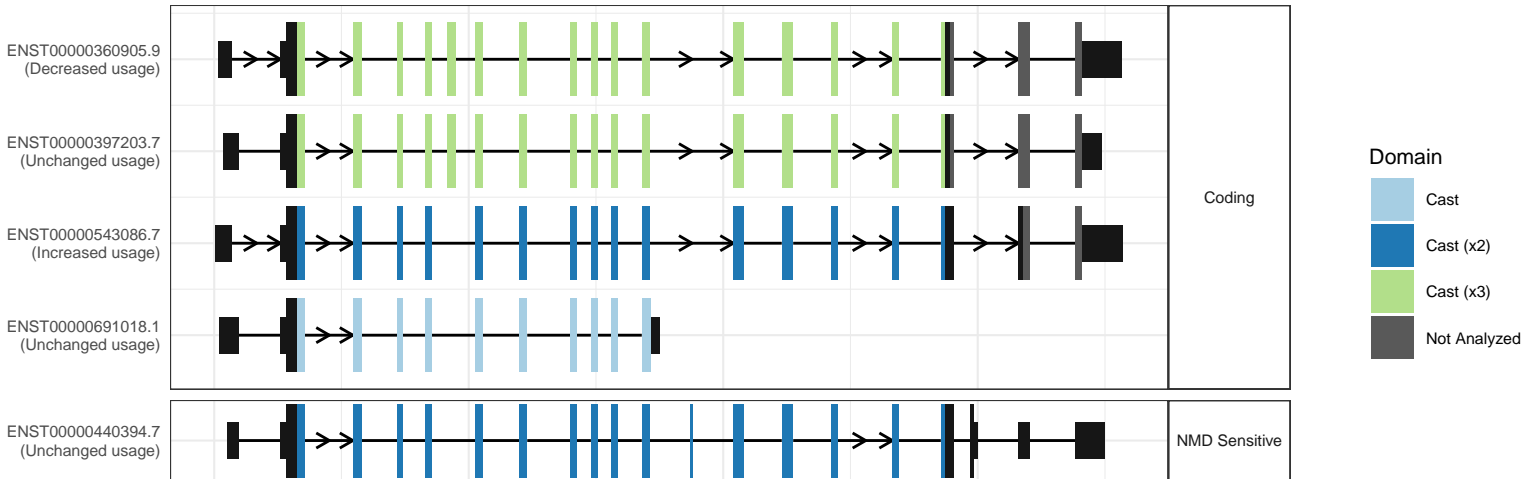 ENST00000360905.9
(Decreased usage)
ENST00000397203.7
(Unchanged usage)
ENST00000543086.7
(Increased usage)
ENST00000691018.1
(Unchanged usage)
Coding
ENST00000440394.7
(Unchanged usage)
NMD Sensitive
Domain
Cast
Cast (x2)
Cast (x3)
Not Analyzed